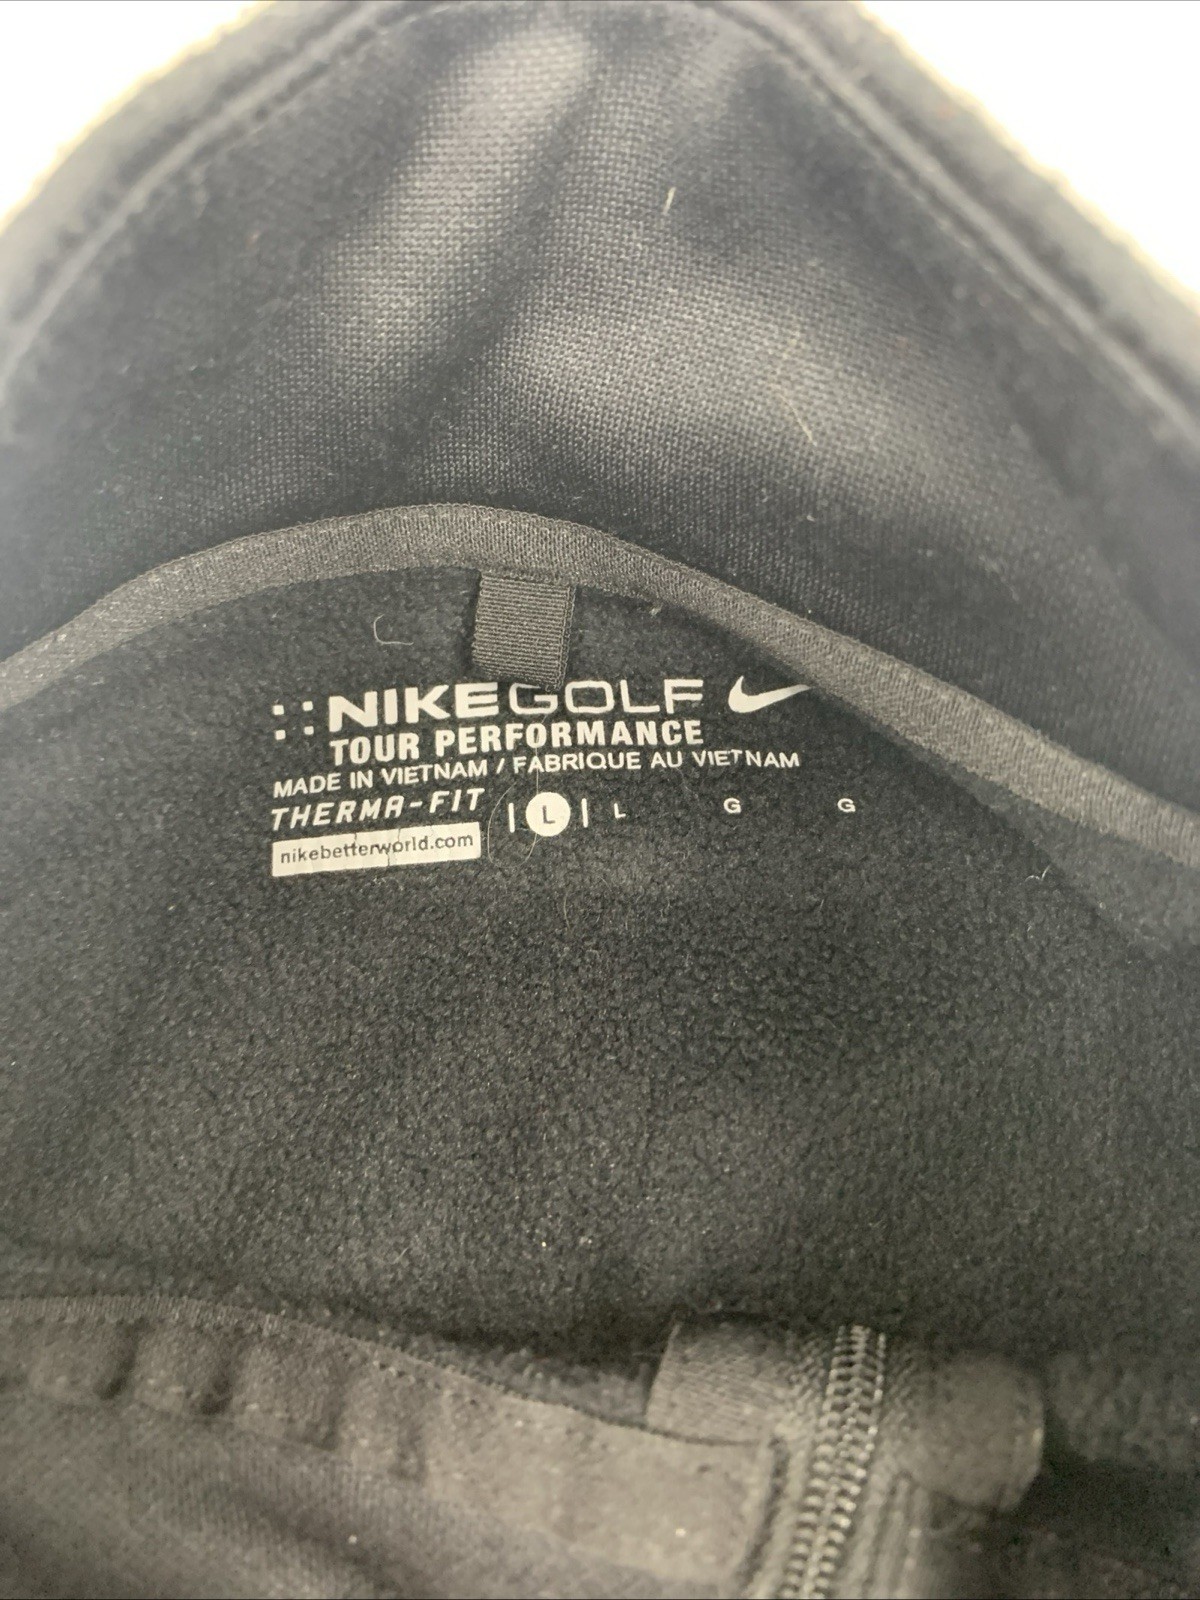 NIKEGOLF
TOUR PERFORMANCE
MADE IN VIETNAM / FABRIQUE AU VIETNAM
THERMA-FIT | L | L G G
nikebetterworld.com